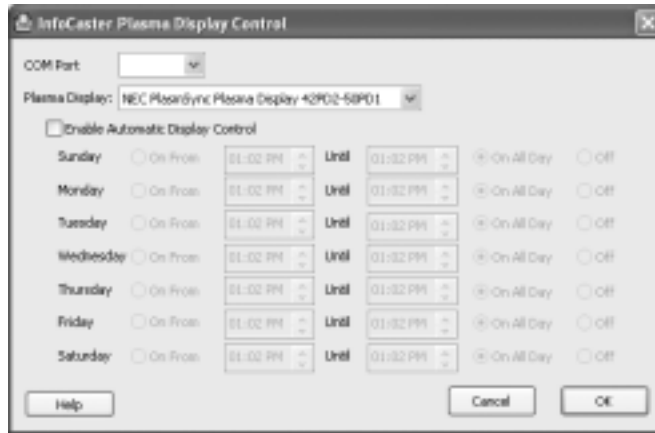 InfoCaster Plasma Display Control
COM Port
Plasma Display: NEC PlasmSync Plasma Display 42PD2-50PD1
Enable Automatic Display Control
Sunday On From 01:02 PM Until 01:02 PM On All Day Off
Monday On From 01:02 PM Until 01:02 PM On All Day Off
Tuesday On From 01:02 PM Until 01:02 PM On All Day Off
Wednesday On From 01:02 PM Until 01:02 PM On All Day Off
Thursday On From 01:02 PM Until 01:02 PM On All Day Off
Friday On From 01:02 PM Until 01:02 PM On All Day Off
Saturday On From 01:02 PM Until 01:02 PM On All Day Off
Help Cancel OK